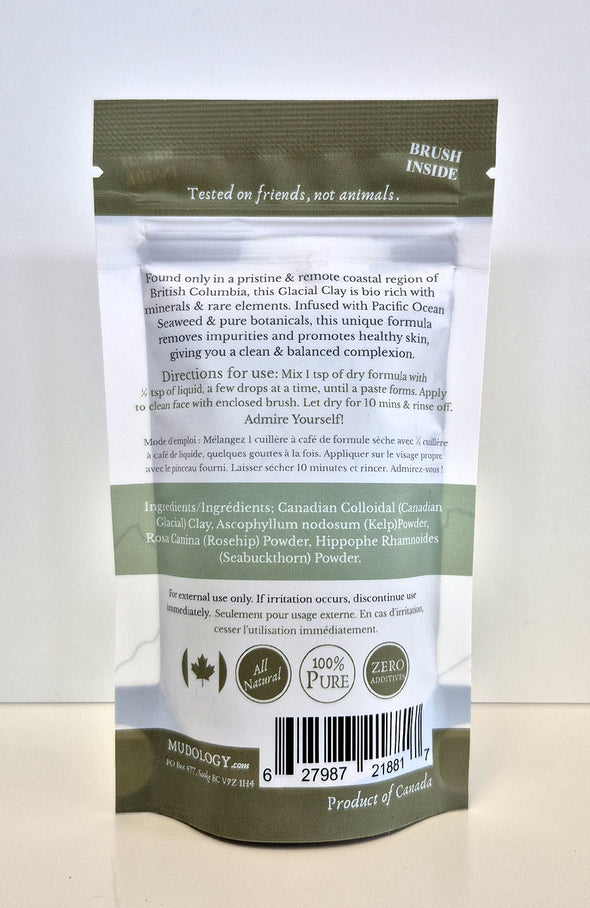 BRUSH
INSIDE
Tested on friends, not animals.
Found only in a pristine & remote coastal region of
British Columbia, this Glacial Clay is bio rich with
minerals & rare elements. Infused with Pacific Ocean
Seaweed & pure botanicals, this unique formula
removes impurities and promotes healthy skin,
giving you a clean & balanced complexion.
Directions for use: Mix 1 tsp of dry formula with
½ tsp of liquid, a few drops at a time, until a paste forms. Apply
to clean face with enclosed brush. Let dry for 10 mins & rinse off.
Admire Yourself!
Mode d'emploi : Mélangez 1 cuillère à café de formule sèche avec ½ cuillère
à café de liquide, quelques gouttes à la fois. Appliquer sur le visage propre
avec le pinceau fourni. Laisser sécher 10 minutes et rincer. Admirez-vous !
Ingredients/Ingrédients; Canadian Colloidal (Canadian
Glacial) Clay, Ascophyllum nodosum (Kelp)Powder,
Rosa Canina (Rosehip) Powder, Hippophe Rhamnoides
(Seabuckthorn) Powder.
For external use only. If irritation occurs, discontinue use
immediately. Seulement pour usage externe. En cas d'irritation,
cesser l'utilisation immédiatement.
All
Natural
100%
PURE
ZERO
ADDITIVES
MUDOLOGY.com
PO Box 477, Sooke BC V9Z 1H4
6 27987 21881 7
Product of Canada